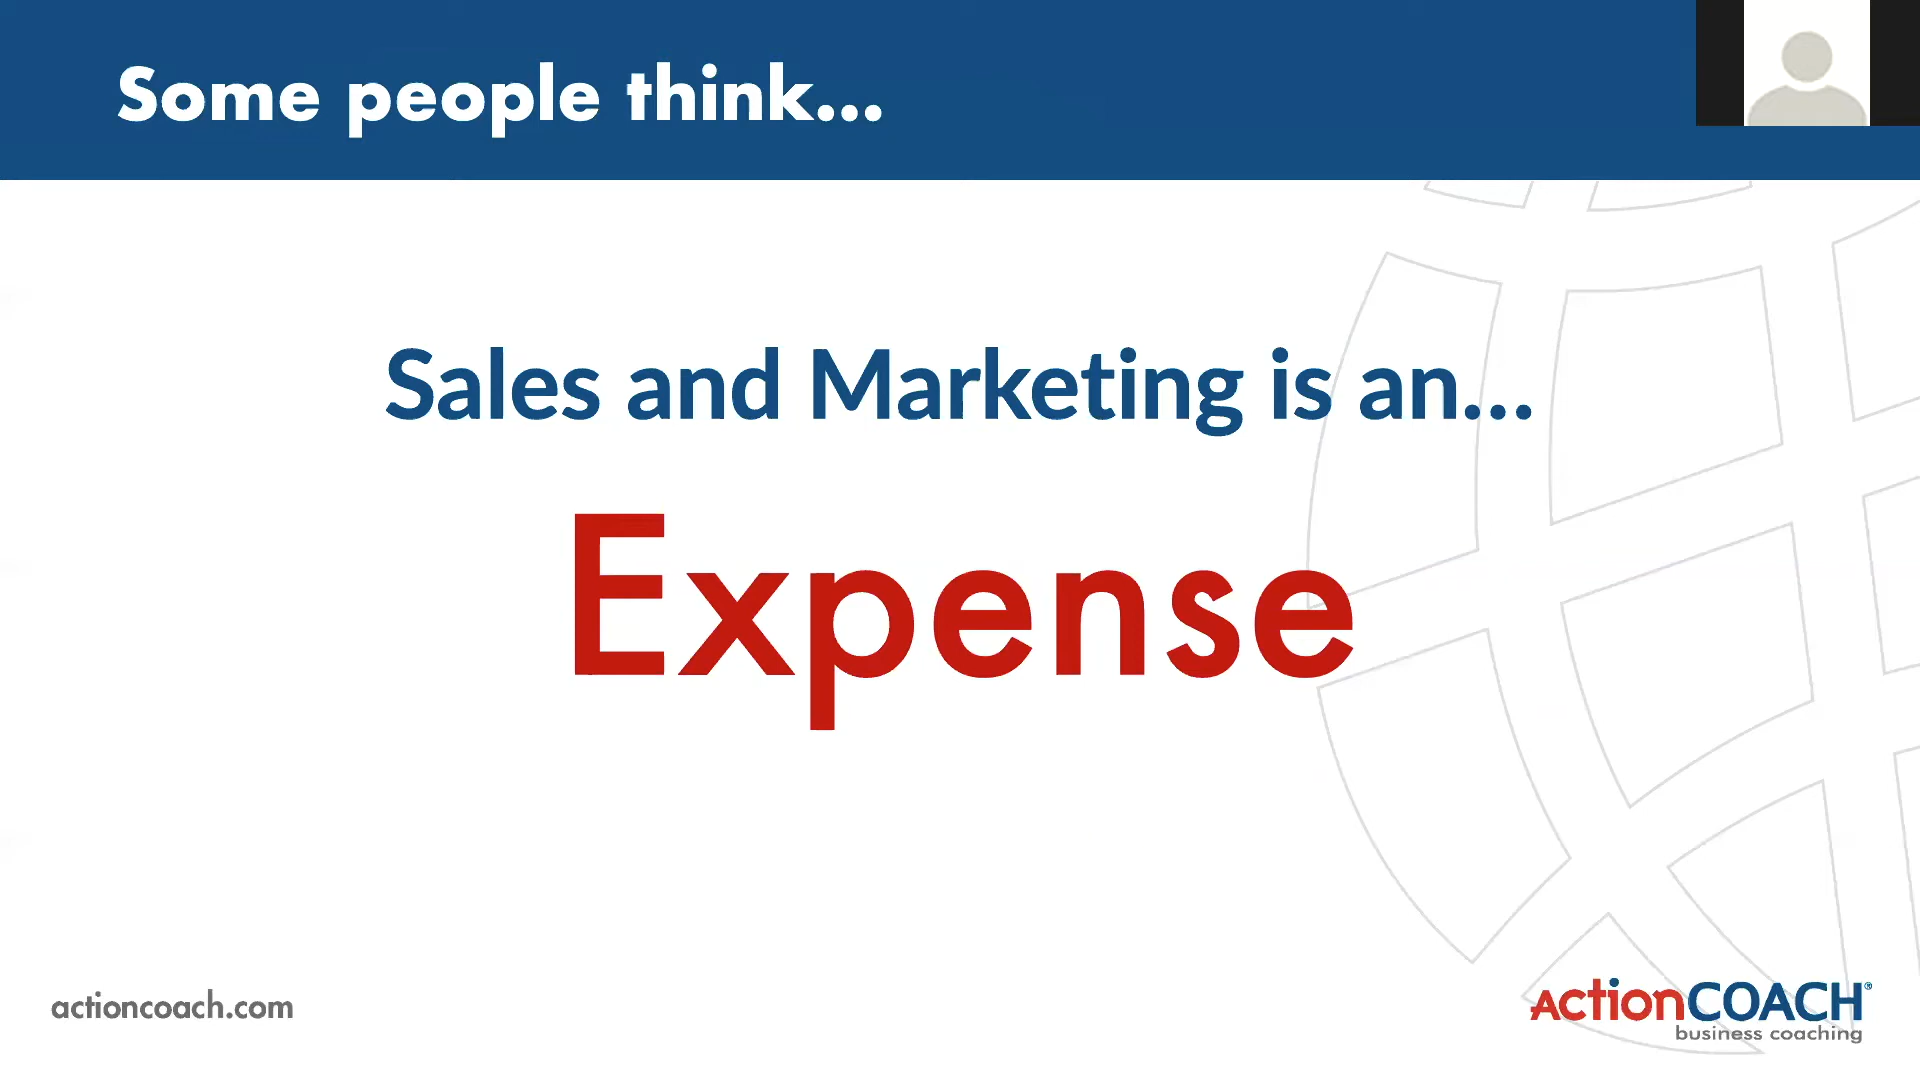 Some people think...
Sales and Marketing is an...
Expense
actioncoach.com
ActionCOACH®
business coaching